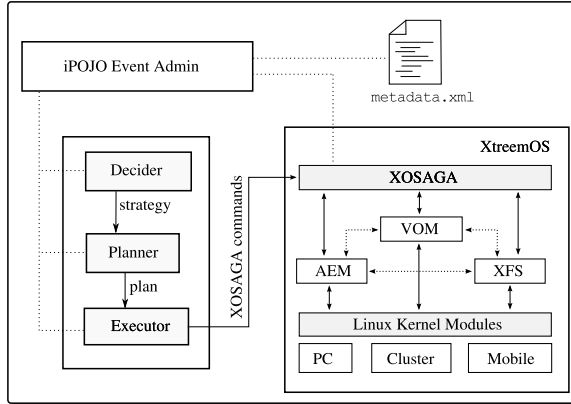 iPOJO Event Admin
metadata.xml
Decider
strategy
Planner
plan
Executor
XOSAGA commands
XtreemOS
XOSAGA
VOM
AEM
XFS
Linux Kernel Modules
PC
Cluster
Mobile